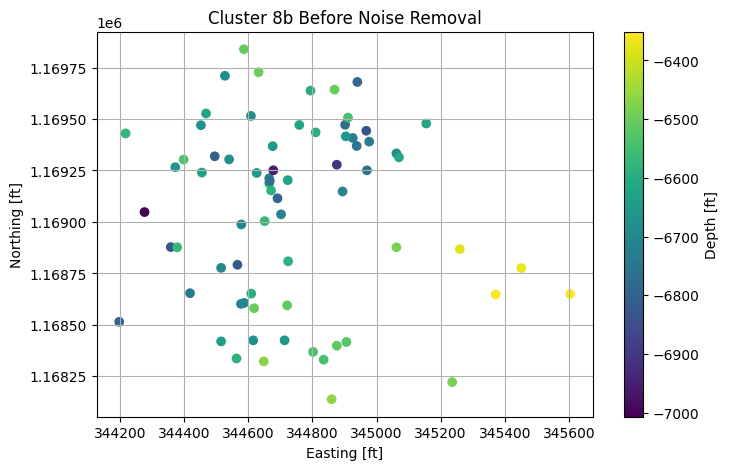 Cluster 8b Before Noise Removal
1e6
1.16975
1.16950
1.16925
1.16900
1.16875
1.16850
1.16825
Northing [ft]
344200 344400 344600 344800 345000 345200 345400 345600
Easting [ft]
−6400
−6500
−6600
−6700
−6800
−6900
−7000
Depth [ft]